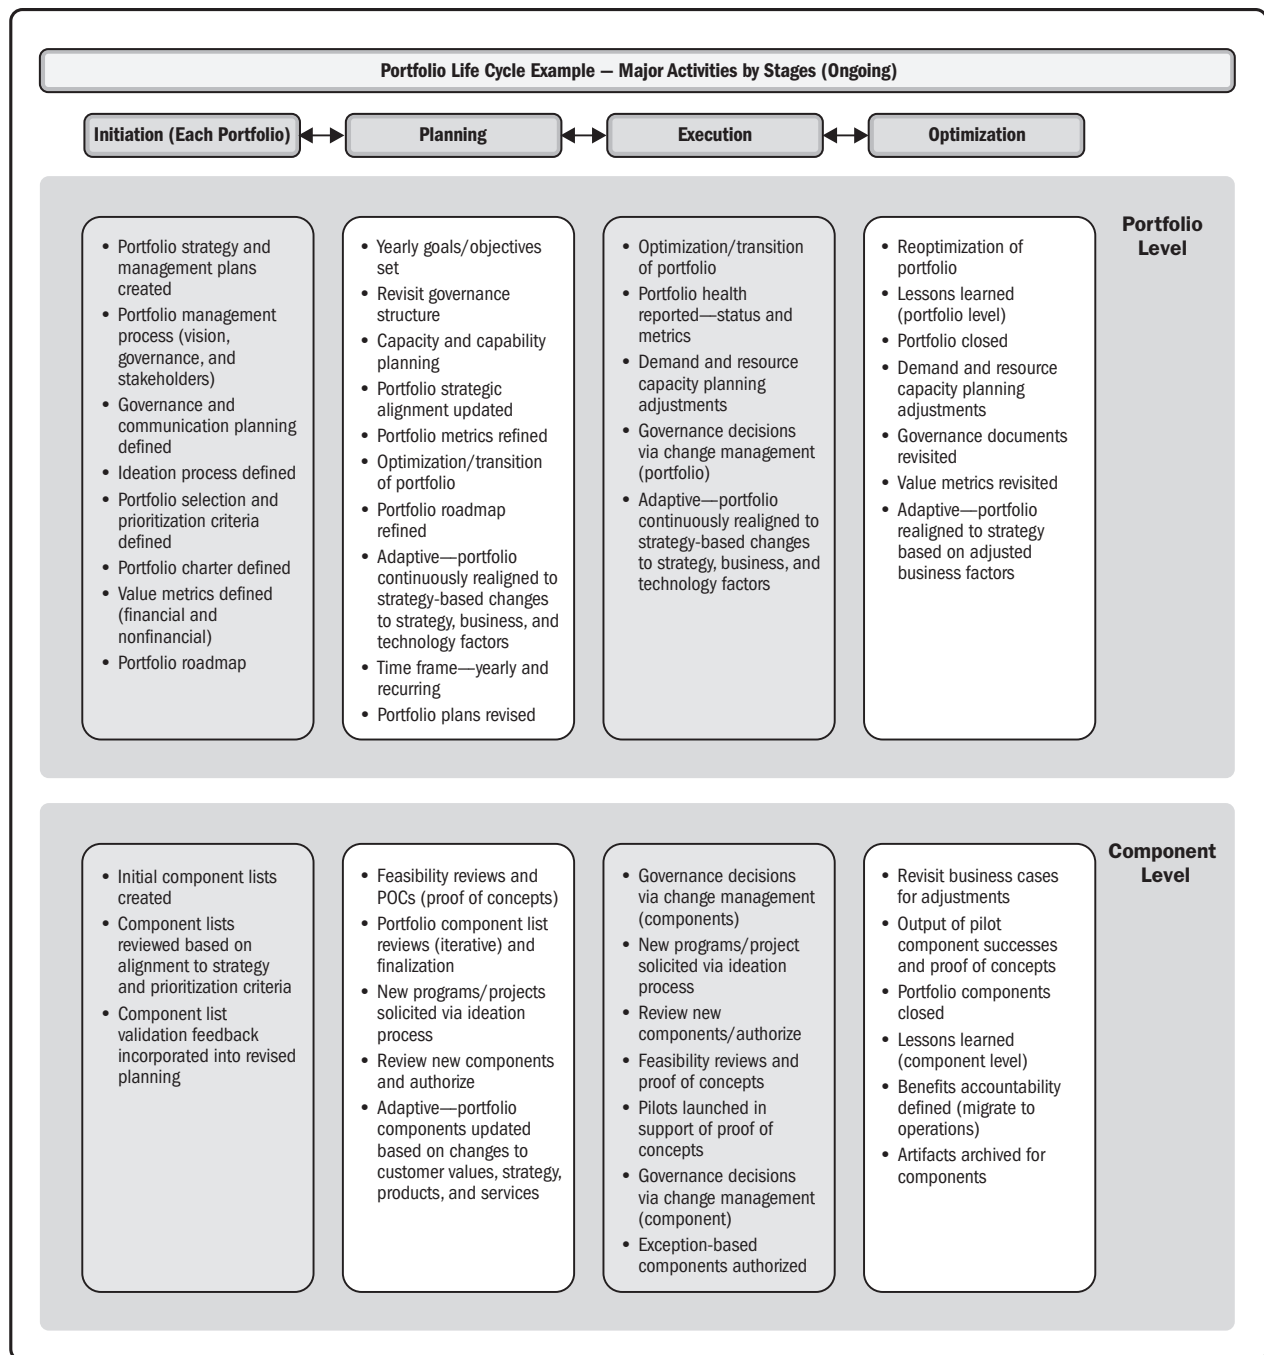 Portfolio Life Cycle Example — Major Activities by Stages (Ongoing)
Initiation (Each Portfolio)
Planning
Execution
Optimization
Portfolio
Level
• Portfolio strategy and
management plans
created
• Portfolio management
process (vision,
governance, and
stakeholders)
• Governance and
communication planning
defined
• Ideation process defined
• Portfolio selection and
prioritization criteria
defined
• Portfolio charter defined
• Value metrics defined
(financial and
nonfinancial)
• Portfolio roadmap
• Yearly goals/objectives
set
• Revisit governance
structure
• Capacity and capability
planning
• Portfolio strategic
alignment updated
• Portfolio metrics refined
• Optimization/transition
of portfolio
• Portfolio roadmap
refined
• Adaptive—portfolio
continuously realigned to
strategy-based changes
to strategy, business, and
technology factors
• Time frame—yearly and
recurring
• Portfolio plans revised
• Optimization/transition
of portfolio
• Portfolio health
reported—status and
metrics
• Demand and resource
capacity planning
adjustments
• Governance decisions
via change management
(portfolio)
• Adaptive—portfolio
continuously realigned to
strategy-based changes
to strategy, business, and
technology factors
• Reoptimization of
portfolio
• Lessons learned
(portfolio level)
• Portfolio closed
• Demand and resource
capacity planning
adjustments
• Governance documents
revisited
• Value metrics revisited
• Adaptive—portfolio
realigned to strategy
based on adjusted
business factors
Component
Level
• Initial component lists
created
• Component lists
reviewed based on
alignment to strategy
and prioritization criteria
• Component list
validation feedback
incorporated into revised
planning
• Feasibility reviews and
POCs (proof of concepts)
• Portfolio component list
reviews (iterative) and
finalization
• New programs/projects
solicited via ideation
process
• Review new components
and authorize
• Adaptive—portfolio
components updated
based on changes to
customer values, strategy,
products, and services
• Governance decisions
via change management
(components)
• New programs/project
solicited via ideation
process
• Review new
components/authorize
• Feasibility reviews and
proof of concepts
• Pilots launched in
support of proof of
concepts
• Governance decisions
via change management
(component)
• Exception-based
components authorized
• Revisit business cases
for adjustments
• Output of pilot
component successes
and proof of concepts
• Portfolio components
closed
• Lessons learned
(component level)
• Benefits accountability
defined (migrate to
operations)
• Artifacts archived for
components